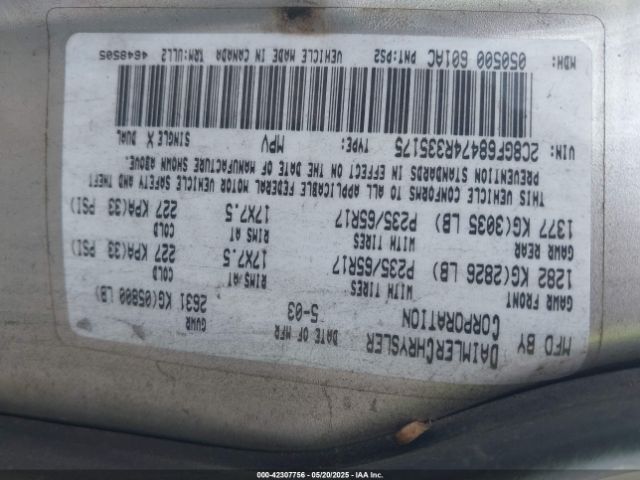 MFD BY DAIMLERCHRYSLER CORPORATION
DATE OF MFR 5-03
GVWR 2631 KG(05800 LB)
GAWR FRONT WITH TIRES RIMS AT COLD
1282 KG(2826 LB) P235/65R17 17X7.5 227 KPA(33 PSI)
GAWR REAR WITH TIRES RIMS AT COLD
1377 KG(3035 LB) P235/65R17 17X7.5 227 KPA(33 PSI)
THIS VEHICLE CONFORMS TO ALL APPLICABLE FEDERAL MOTOR VEHICLE SAFETY AND THEFT
PREVENTION STANDARDS IN EFFECT ON THE DATE OF MANUFACTURE SHOWN ABOVE.
VIN: 2C8GF68474R335175 TYPE: MPV SINGLE X DUAL
MDH: 050500 601AC PNT:PS2 VEHICLE MADE IN CANADA TRM:ULL2 4648505
000-42307756 - 05/20/2025 - IAA Inc.